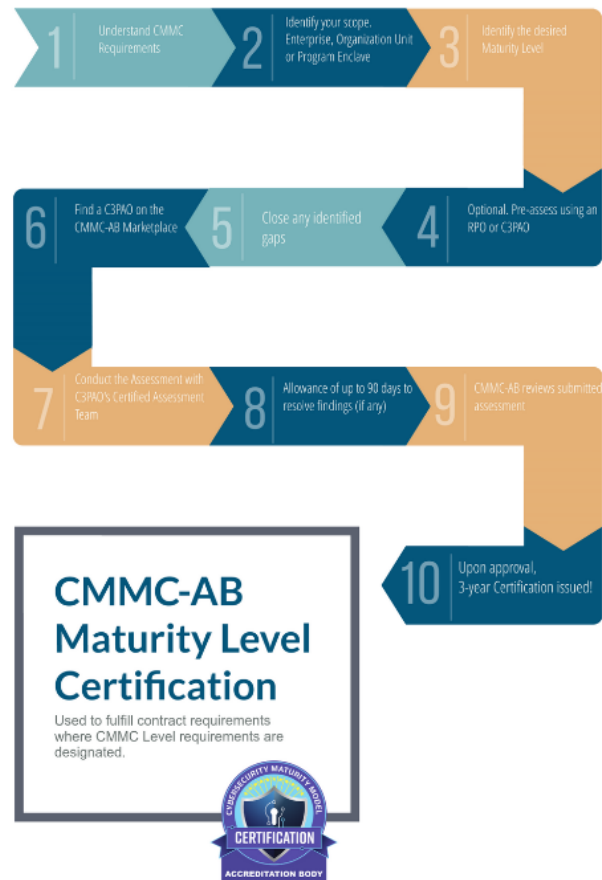 1
Understand CMMC
Requirements
2
Identify your scope.
Enterprise, Organization Unit
or Program Enclave
3
Identify the desired
Maturity Level
4
Optional. Pre-assess using an
RPO or C3PAO
5
Close any identified
gaps
6
Find a C3PAO on the
CMMC-AB Marketplace
7
Conduct the Assessment with
C3PAO's Certified Assessment
Team
8
Allowance of up to 90 days to
resolve findings (if any)
9
CMMC-AB reviews submitted
assessment
10
Upon approval,
3-year Certification issued!
CMMC-AB
Maturity Level
Certification
Used to fulfill contract requirements
where CMMC Level requirements are
designated.
CYBERSECURITY MATURITY MODEL
CERTIFICATION
ACCREDITATION BODY